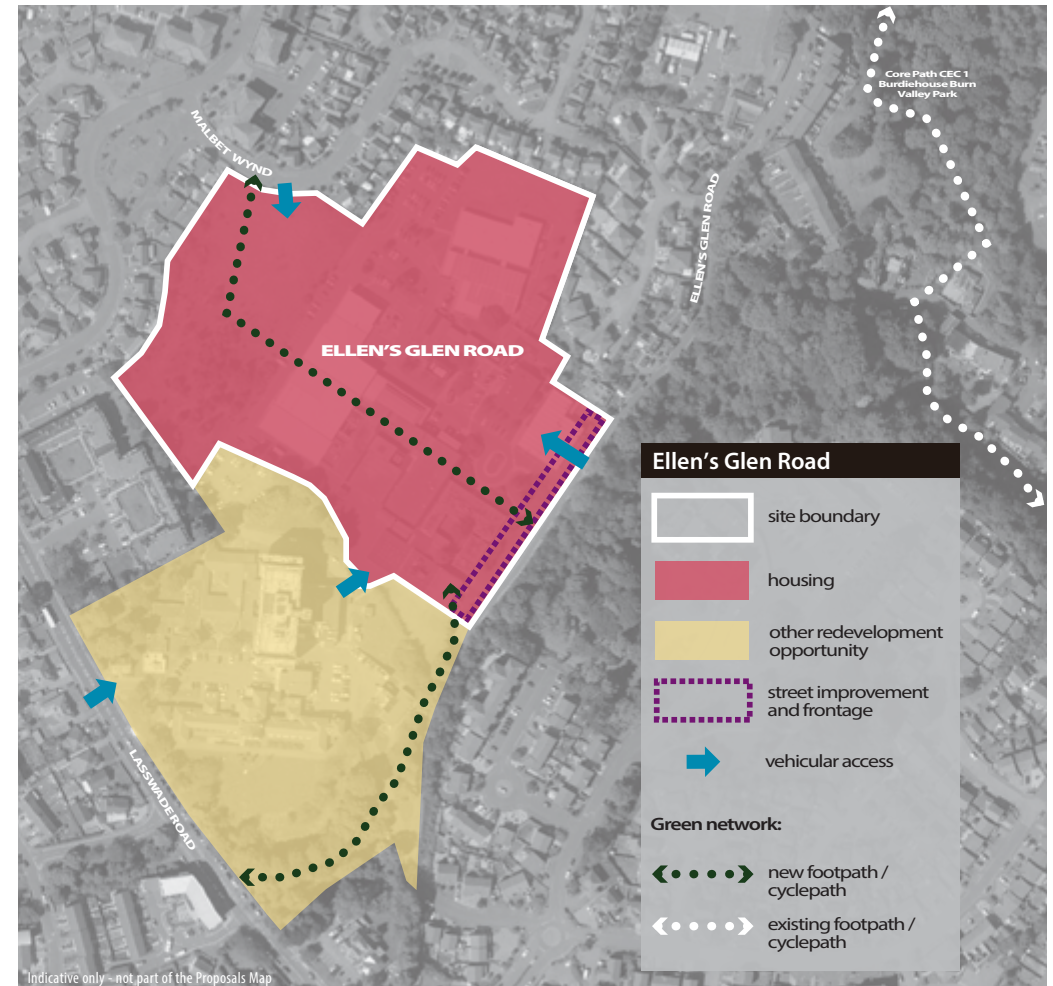 Core Path CEC 1
Burdiehouse Burn
Valley Park
MALBET WYND
ELLEN'S GLEN ROAD
ELLEN'S GLEN ROAD
LASSWADE ROAD
Ellen's Glen Road
site boundary
housing
other redevelopment
opportunity
street improvement
and frontage
vehicular access
Green network:
new footpath /
cyclepath
existing footpath /
cyclepath
Indicative only - not part of the Proposals Map